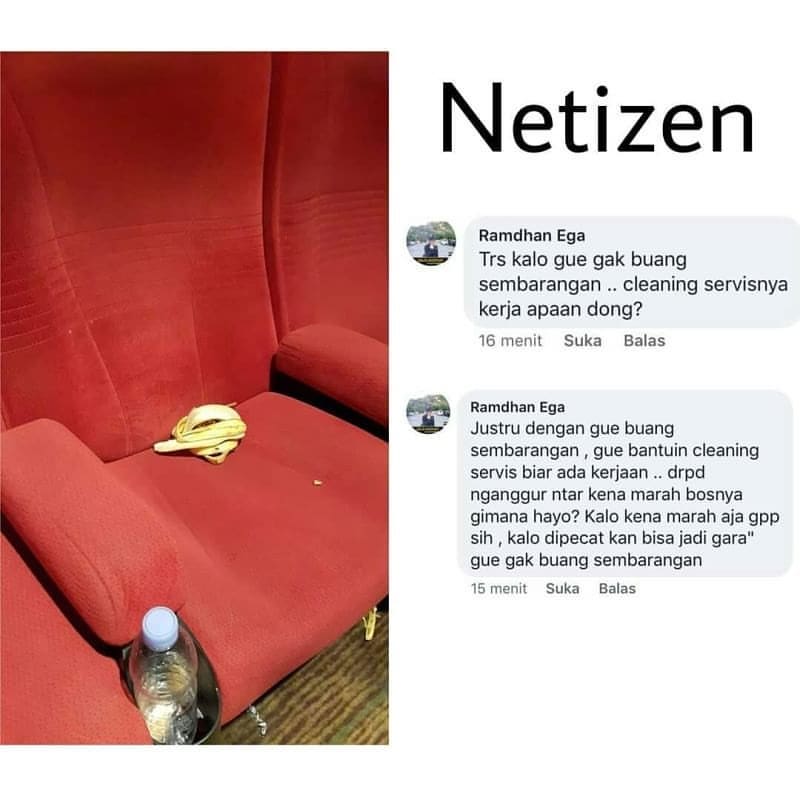 Netizen
Ramdhan Ega
Trs kalo gue gak buang
sembarangan .. cleaning servisnya
kerja apaan dong?
16 menit Suka Balas
Ramdhan Ega
Justru dengan gue buang
sembarangan , gue bantuin cleaning
servis biar ada kerjaan .. drpd
nganggur ntar kena marah bosnya
gimana hayo? Kalo kena marah aja gpp
sih , kalo dipecat kan bisa jadi gara"
gue gak buang sembarangan
15 menit Suka Balas